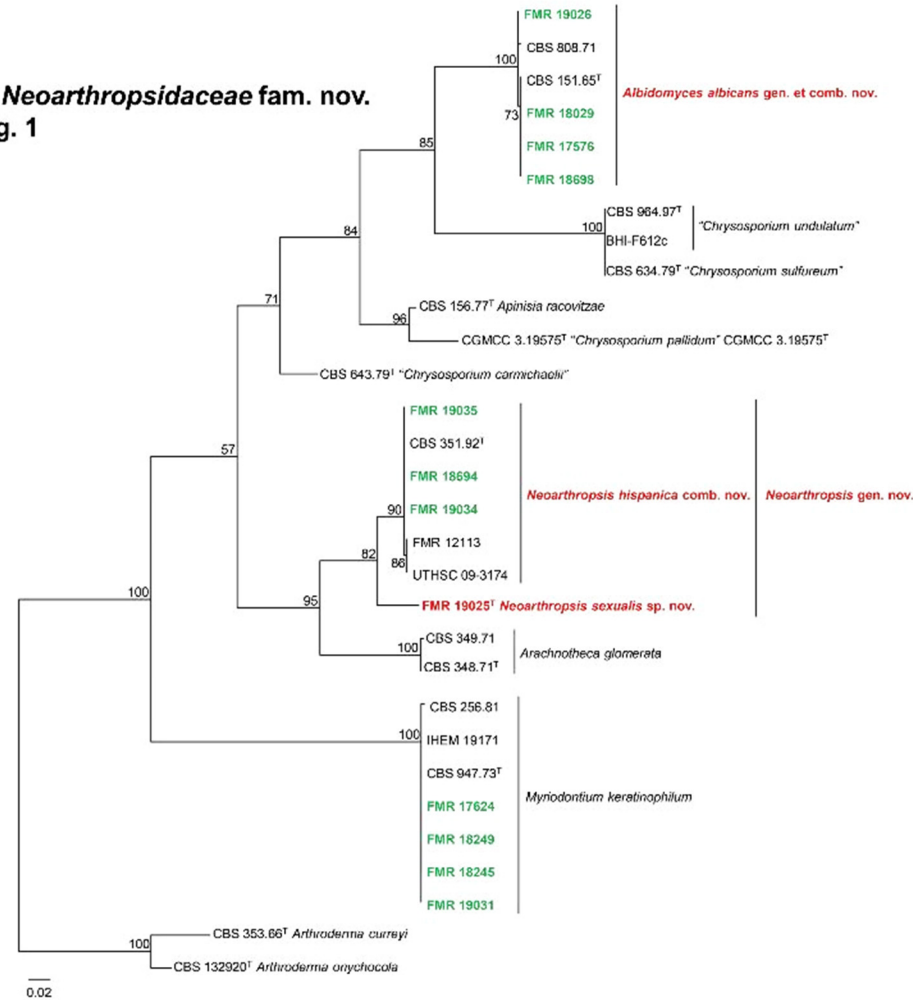 Neoarthropsidaceae fam. nov.
g. 1
FMR 19026
CBS 808.71
100
CBS 151.65ᵀ
Albidomyces albicans gen. et comb. nov.
73
FMR 18029
FMR 17576
85
FMR 18698
CBS 964.97ᵀ
100
"Chrysosporium undulatum"
BHI-F612c
84
CBS 634.79ᵀ "Chrysosporium sulfureum"
71
CBS 156.77ᵀ Apinisia racovitzae
96
CGMCC 3.19575ᵀ "Chrysosporium pallidum" CGMCC 3.19575ᵀ
CBS 643.79ᵀ "Chrysosporium carmichaelii"
FMR 19035
CBS 351.92ᵀ
57
FMR 18694
Neoarthropsis hispanica comb. nov.
Neoarthropsis gen. nov.
90
FMR 19034
FMR 12113
82
86
UTHSC 09-3174
95
FMR 19025ᵀ Neoarthropsis sexualis sp. nov.
100
CBS 349.71
100
Arachnotheca glomerata
CBS 348.71ᵀ
CBS 256.81
100
IHEM 19171
CBS 947.73ᵀ
Myriodontium keratinophilum
FMR 17624
FMR 18249
FMR 18245
FMR 19031
CBS 353.66ᵀ Arthroderma curreyi
100
CBS 132920ᵀ Arthroderma onychocola
0.02